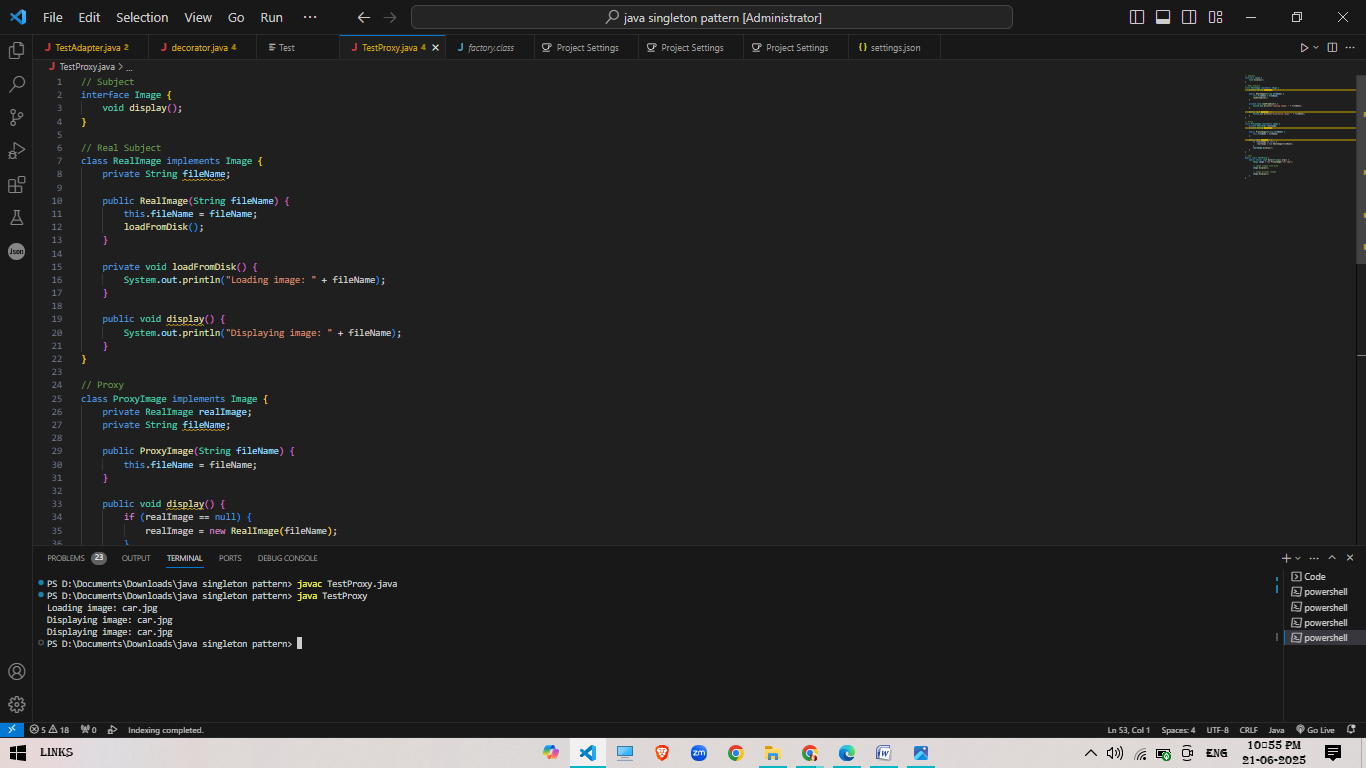 File Edit Selection View Go Run ··· java singleton pattern [Administrator]
TestAdapter.java 2 decorator.java 4 Test TestProxy.java 4 factory.class Project Settings Project Settings Project Settings settings.json
TestProxy.java > ...
1 // Subject
2 interface Image {
3 void display();
4 }
5
6 // Real Subject
7 class RealImage implements Image {
8 private String fileName;
9
10 public RealImage(String fileName) {
11 this.fileName = fileName;
12 loadFromDisk();
13 }
14
15 private void loadFromDisk() {
16 System.out.println("Loading image: " + fileName);
17 }
18
19 public void display() {
20 System.out.println("Displaying image: " + fileName);
21 }
22 }
23
24 // Proxy
25 class ProxyImage implements Image {
26 private RealImage realImage;
27 private String fileName;
28
29 public ProxyImage(String fileName) {
30 this.fileName = fileName;
31 }
32
33 public void display() {
34 if (realImage == null) {
35 realImage = new RealImage(fileName);
36 }
PROBLEMS 23 OUTPUT TERMINAL PORTS DEBUG CONSOLE
PS D:\Documents\Downloads\java singleton pattern> javac TestProxy.java
PS D:\Documents\Downloads\java singleton pattern> java TestProxy
Loading image: car.jpg
Displaying image: car.jpg
Displaying image: car.jpg
PS D:\Documents\Downloads\java singleton pattern>
Code
powershell
powershell
powershell
powershell
5 18 0 Indexing completed. Ln 53, Col 1 Spaces: 4 UTF-8 CRLF Java Go Live
LINKS zm ENG 10:55 PM
21-06-2025
Json